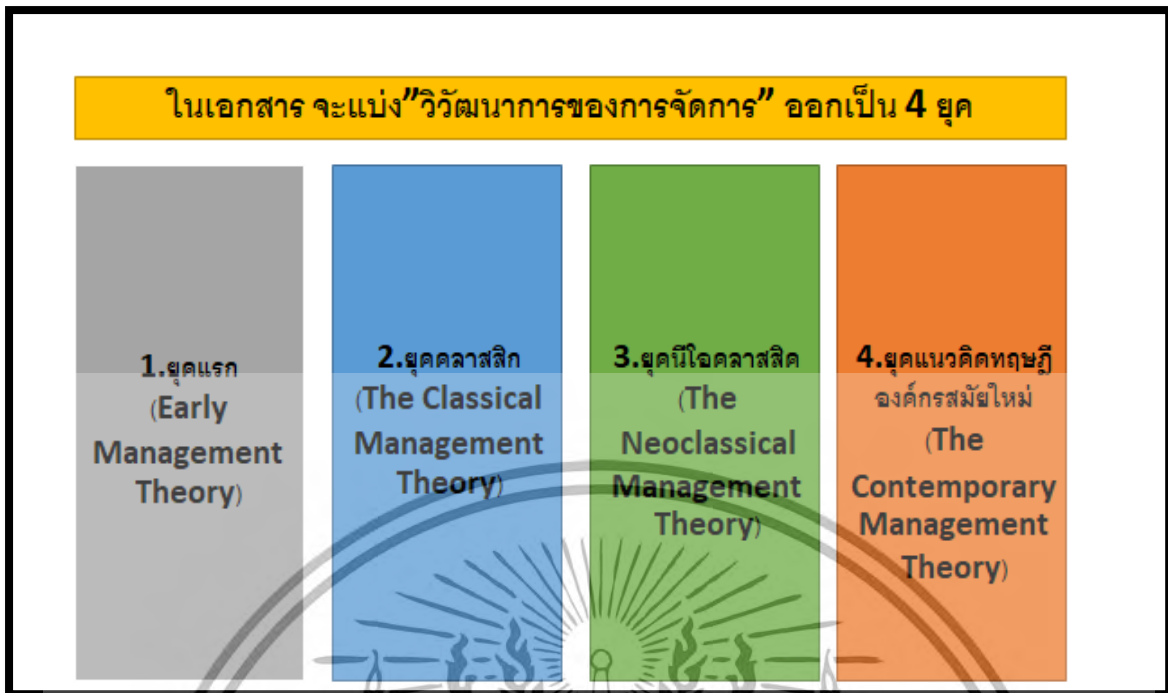 ในเอกสาร จะแบ่ง”วิวัฒนาการของการจัดการ” ออกเป็น 4 ยุค
1.ยุคแรก
(Early
Management
Theory)
2.ยุคคลาสสิก
(The Classical
Management
Theory)
3.ยุคนีโอคลาสสิค
(The
Neoclassical
Management
Theory)
4.ยุคแนวคิดทฤษฎี
องค์กรสมัยใหม่
(The
Contemporary
Management
Theory)